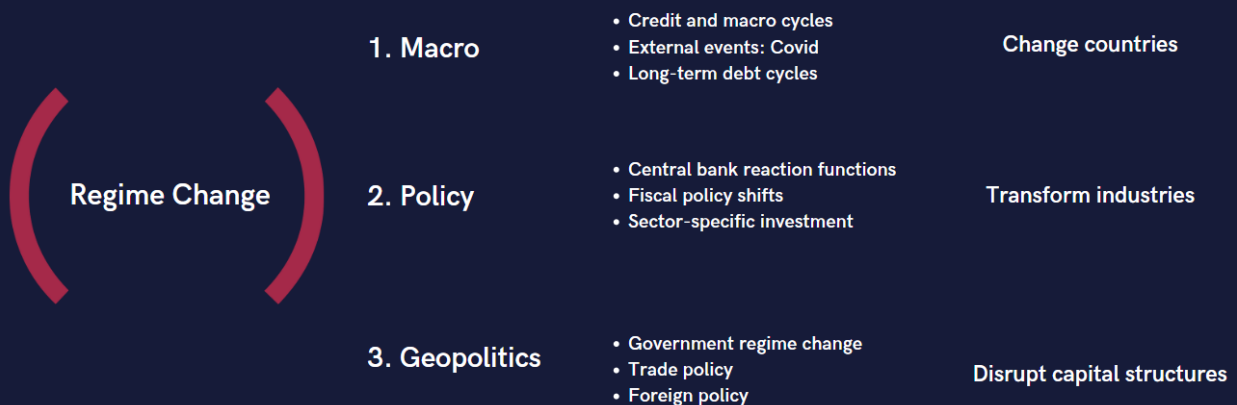 Regime Change
1. Macro
• Credit and macro cycles
• External events: Covid
• Long-term debt cycles
Change countries
2. Policy
• Central bank reaction functions
• Fiscal policy shifts
• Sector-specific investment
Transform industries
3. Geopolitics
• Government regime change
• Trade policy
• Foreign policy
Disrupt capital structures